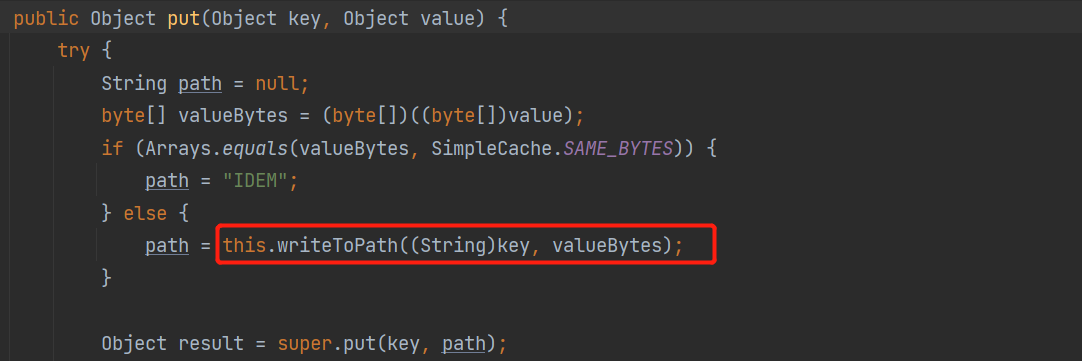 public Object put(Object key, Object value) {
try {
String path = null;
byte[] valueBytes = (byte[])((byte[])value);
if (Arrays.equals(valueBytes, SimpleCache.SAME_BYTES)) {
path = "IDEM";
} else {
path = this.writeToPath((String)key, valueBytes);
}
Object result = super.put(key, path);